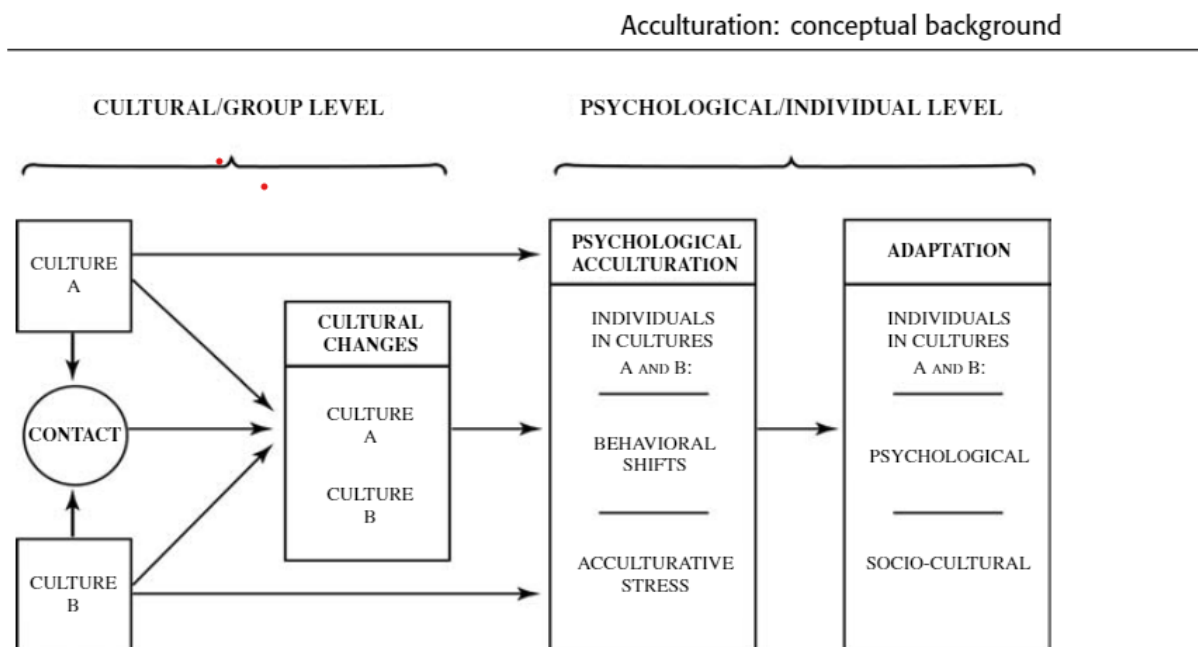 Acculturation: conceptual background
CULTURAL/GROUP LEVEL
PSYCHOLOGICAL/INDIVIDUAL LEVEL
CULTURE
A
CONTACT
CULTURE
B
CULTURAL
CHANGES
CULTURE
A
CULTURE
B
PSYCHOLOGICAL
ACCULTURATION
INDIVIDUALS
IN CULTURES
A AND B:
BEHAVIORAL
SHIFTS
ACCULTURATIVE
STRESS
ADAPTATION
INDIVIDUALS
IN CULTURES
A AND B:
PSYCHOLOGICAL
SOCIO-CULTURAL